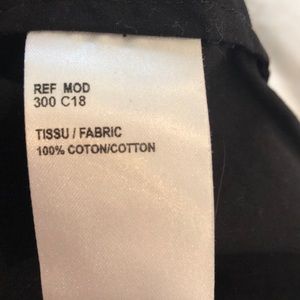 REF MOD
300 C18
TISSU / FABRIC
100% COTON/COTTON